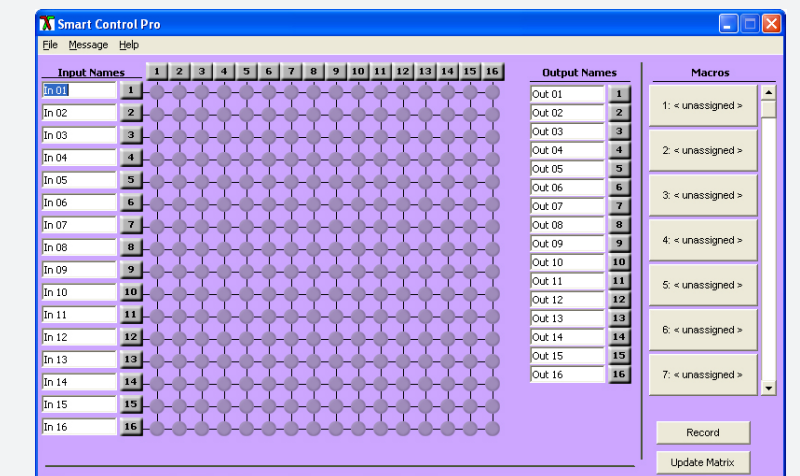 Smart Control Pro
File Message Help
Input Names 1 2 3 4 5 6 7 8 9 10 11 12 13 14 15 16 Output Names Macros
In 01 1
In 02 2
In 03 3
In 04 4
In 05 5
In 06 6
In 07 7
In 08 8
In 09 9
In 10 10
In 11 11
In 12 12
In 13 13
In 14 14
In 15 15
In 16 16
Out 01 1
Out 02 2
Out 03 3
Out 04 4
Out 05 5
Out 06 6
Out 07 7
Out 08 8
Out 09 9
Out 10 10
Out 11 11
Out 12 12
Out 13 13
Out 14 14
Out 15 15
Out 16 16
1: < unassigned >
2: < unassigned >
3: < unassigned >
4: < unassigned >
5: < unassigned >
6: < unassigned >
7: < unassigned >
Record
Update Matrix